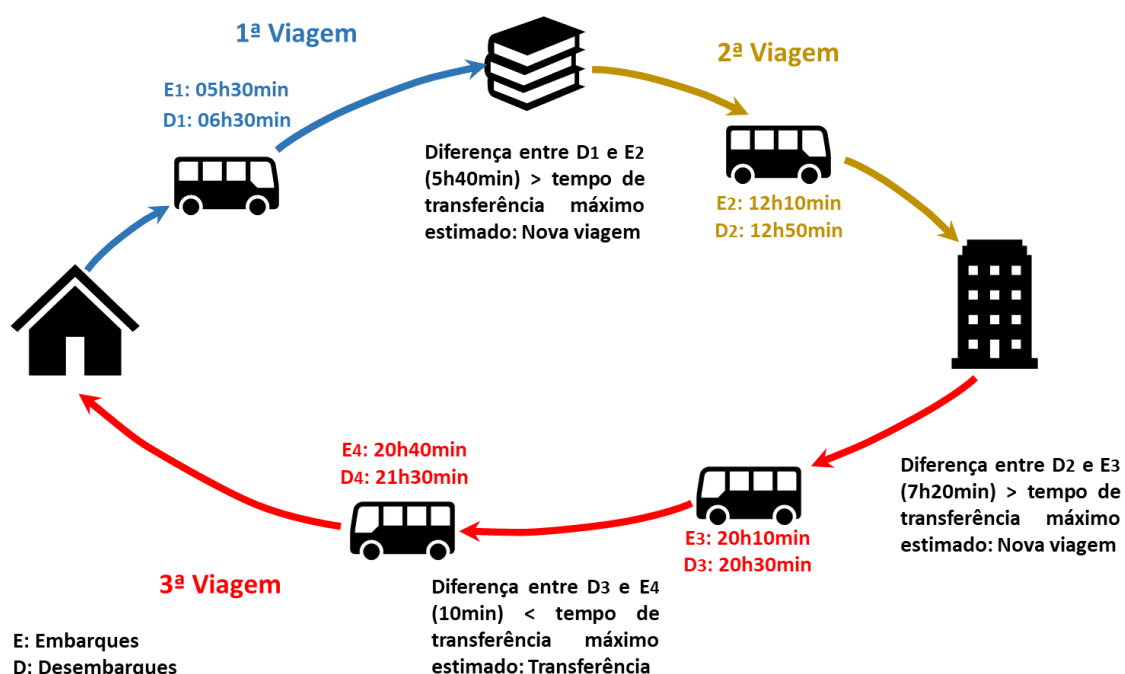 1ª Viagem
2ª Viagem
E1: 05h30min
D1: 06h30min
Diferença entre D1 e E2
(5h40min) > tempo de
transferência máximo
estimado: Nova viagem
E2: 12h10min
D2: 12h50min
E4: 20h40min
D4: 21h30min
Diferença entre D2 e E3
(7h20min) > tempo de
transferência máximo
estimado: Nova viagem
E3: 20h10min
D3: 20h30min
3ª Viagem
Diferença entre D3 e E4
(10min) < tempo de
transferência máximo
estimado: Transferência
E: Embarques
D: Desembarques